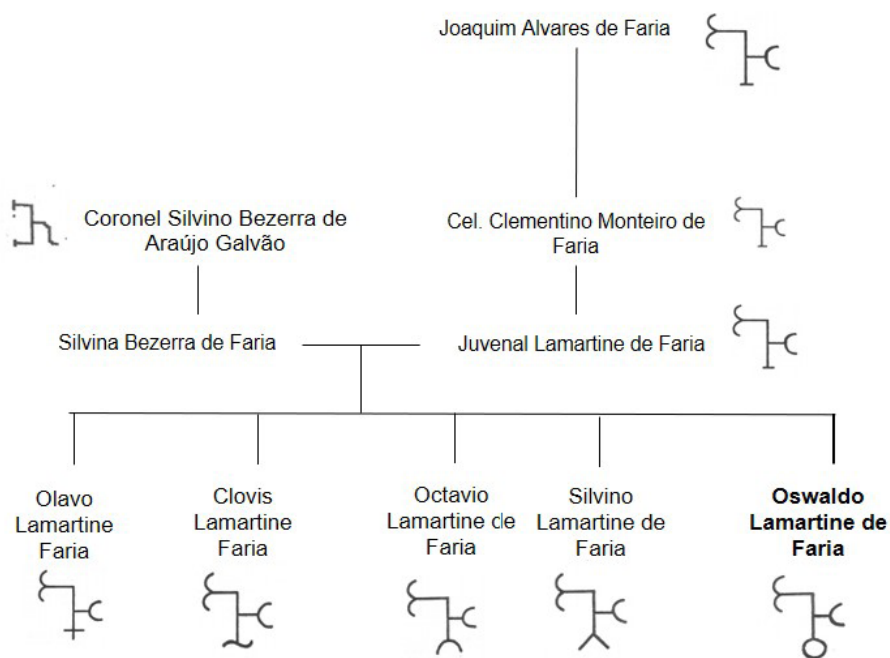 Joaquim Alvares de Faria
Coronel Silvino Bezerra de
Araújo Galvão
Cel. Clementino Monteiro de
Faria
Silvina Bezerra de Faria
Juvenal Lamartine de Faria
Olavo
Lamartine
Faria
Clovis
Lamartine
Faria
Octavio
Lamartine de
Faria
Silvino
Lamartine de
Faria
Oswaldo
Lamartine de
Faria